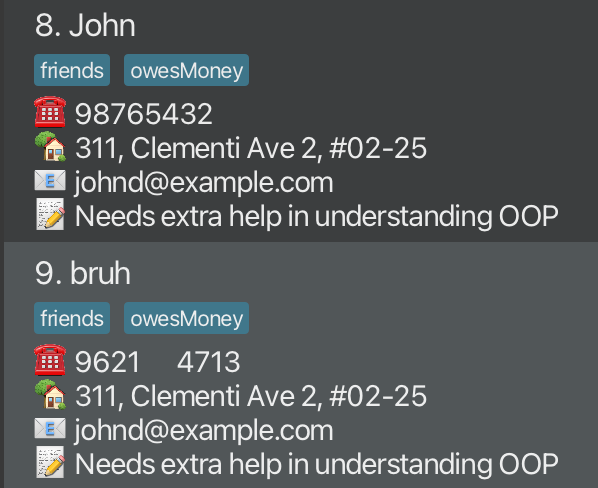 8. John
friends owesMoney
98765432
311, Clementi Ave 2, #02-25
johnd@example.com
Needs extra help in understanding OOP
9. bruh
friends owesMoney
9621     4713
311, Clementi Ave 2, #02-25
johnd@example.com
Needs extra help in understanding OOP